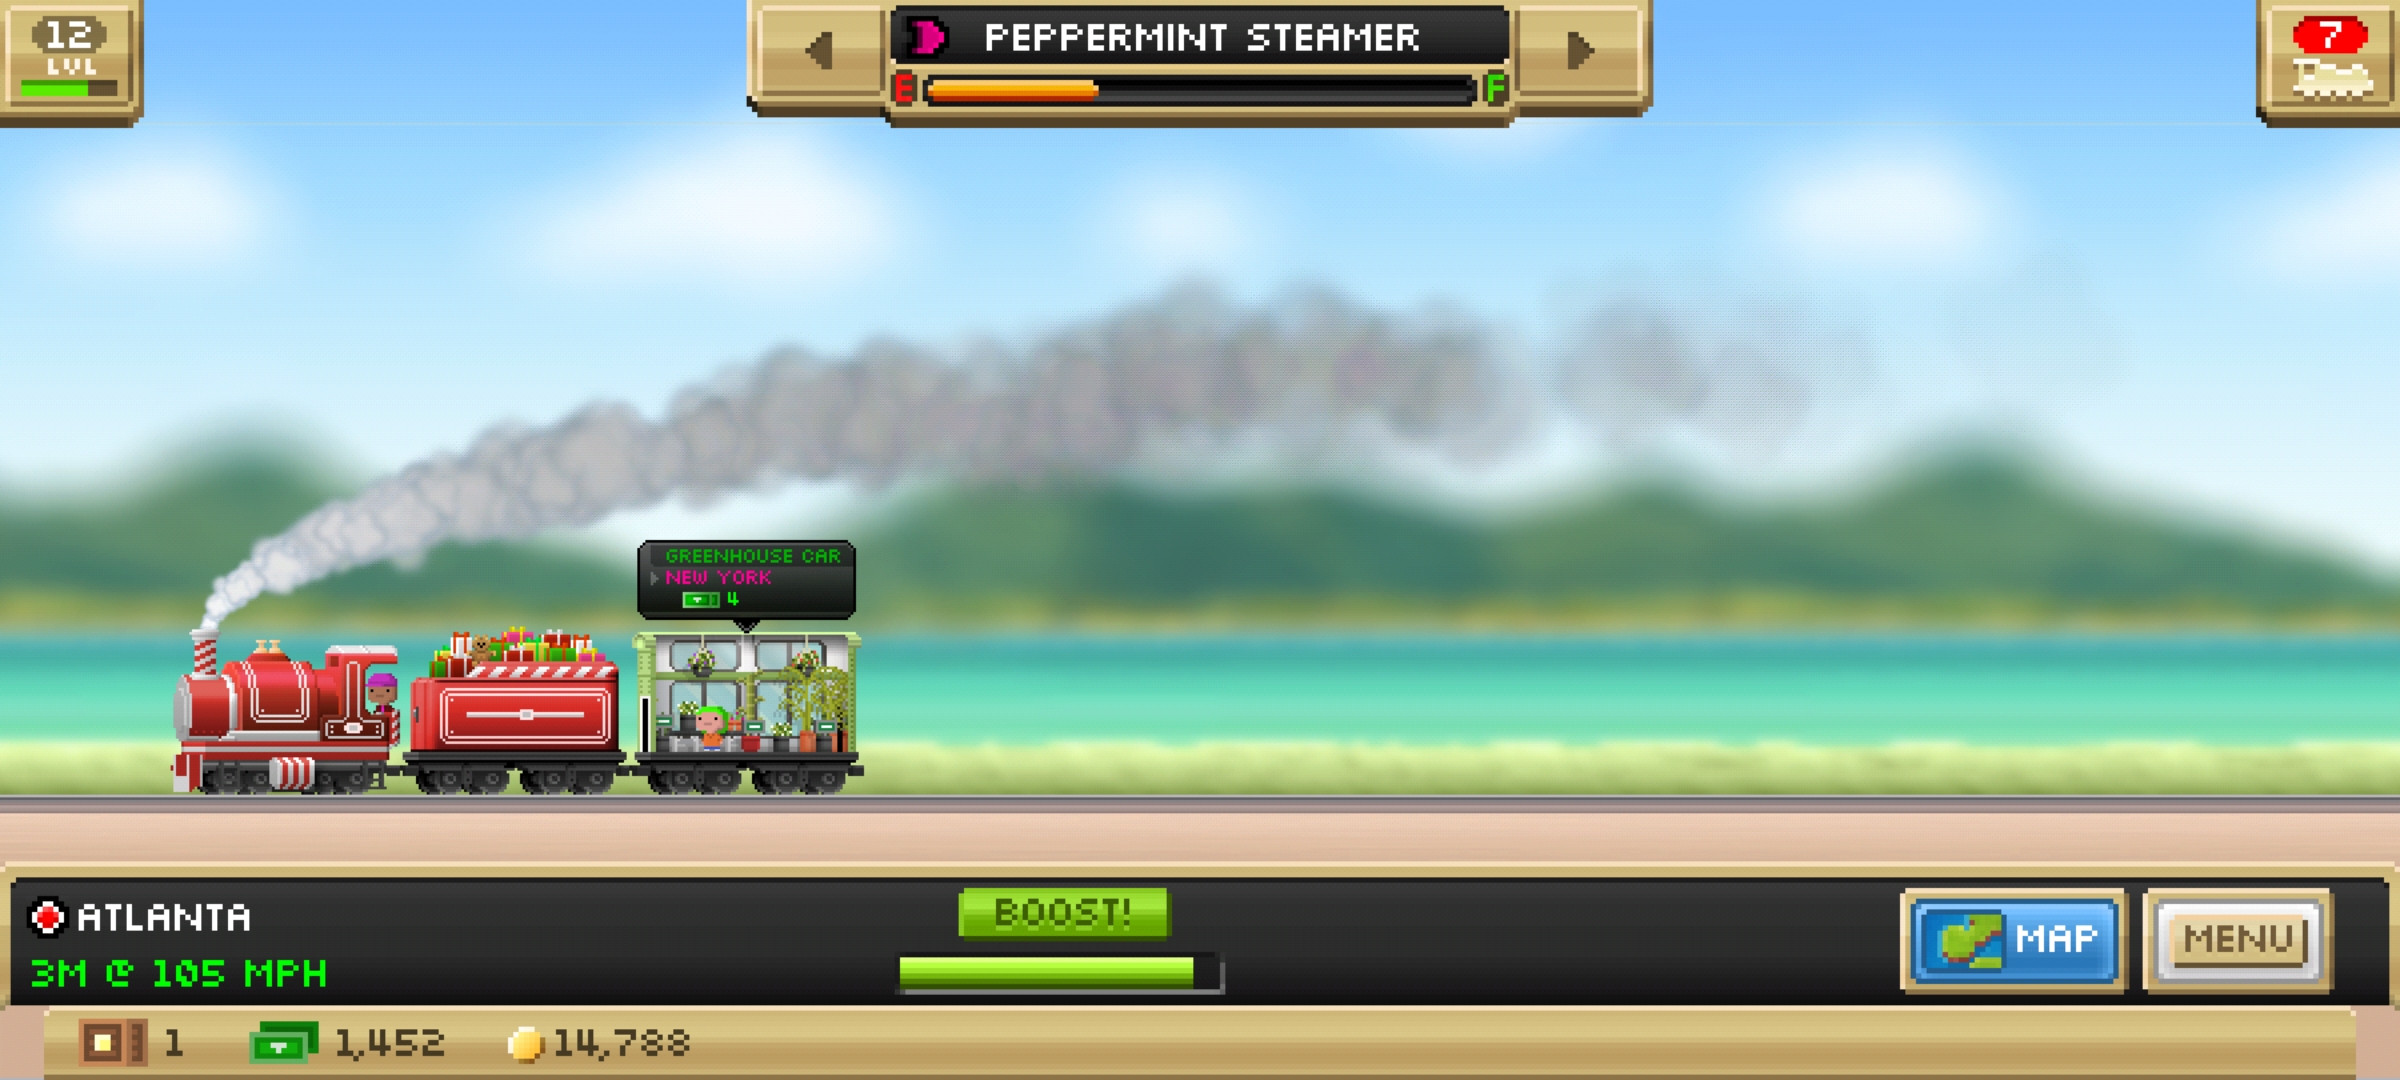 12
LVL
PEPPERMINT STEAMER
E
F
7
GREENHOUSE CAR
NEW YORK
4
ATLANTA
3M @ 105 MPH
BOOST!
MAP
MENU
1
1,452
14,788